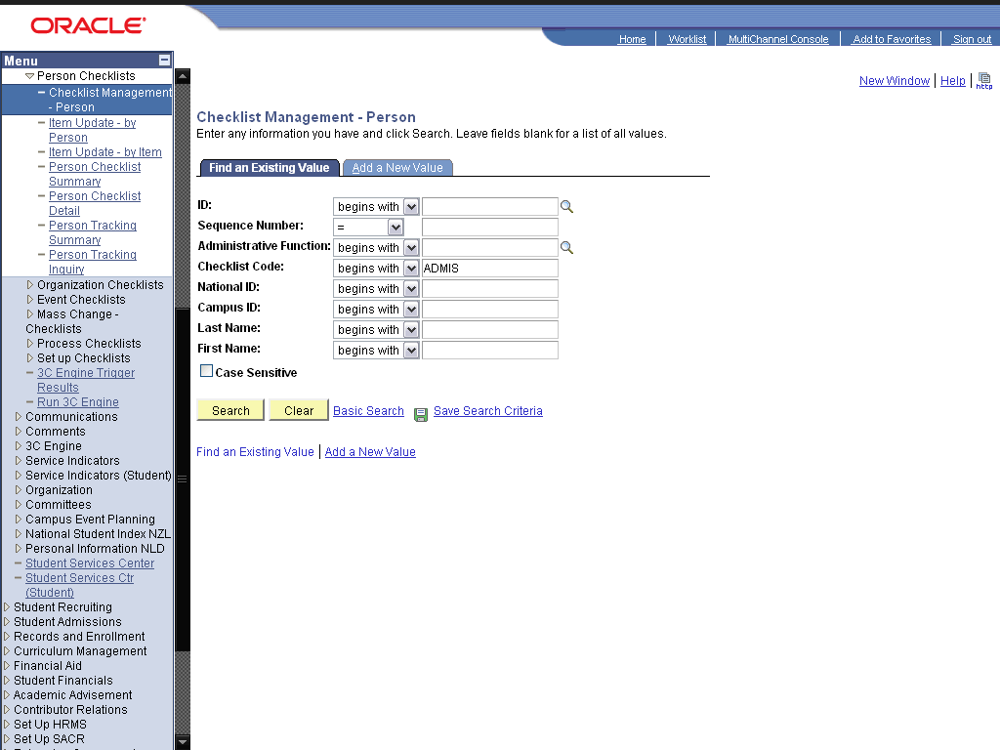 ORACLE®
Home
Worklist
MultiChannel Console
Add to Favorites
Sign out
New Window
Help
http
Menu
Person Checklists
Checklist Management
- Person
Item Update - by
Person
Item Update - by Item
Person Checklist
Summary
Person Checklist
Detail
Person Tracking
Summary
Person Tracking
Inquiry
Organization Checklists
Event Checklists
Mass Change -
Checklists
Process Checklists
Set up Checklists
3C Engine Trigger
Results
Run 3C Engine
Communications
Comments
3C Engine
Service Indicators
Service Indicators (Student)
Organization
Committees
Campus Event Planning
National Student Index NZL
Personal Information NLD
Student Services Center
Student Services Ctr
(Student)
Student Recruiting
Student Admissions
Records and Enrollment
Curriculum Management
Financial Aid
Student Financials
Academic Advisement
Contributor Relations
Set Up HRMS
Set Up SACR
Checklist Management - Person
Enter any information you have and click Search. Leave fields blank for a list of all values.
Find an Existing Value
Add a New Value
ID: begins with
Sequence Number: =
Administrative Function: begins with
Checklist Code: begins with ADMIS
National ID: begins with
Campus ID: begins with
Last Name: begins with
First Name: begins with
Case Sensitive
Search Clear Basic Search Save Search Criteria
Find an Existing Value Add a New Value